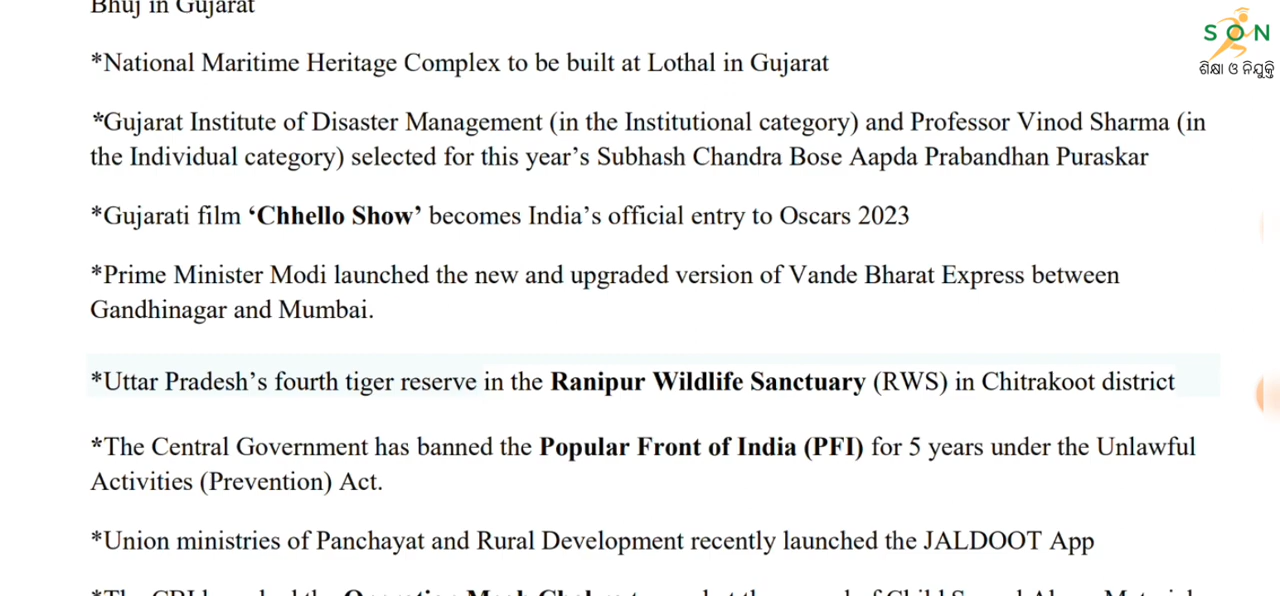 Bhuj in Gujarat
SON
ଶିକ୍ଷା ଓ ନିଯୁକ୍ତି
*National Maritime Heritage Complex to be built at Lothal in Gujarat
*Gujarat Institute of Disaster Management (in the Institutional category) and Professor Vinod Sharma (in
the Individual category) selected for this year’s Subhash Chandra Bose Aapda Prabandhan Puraskar
*Gujarati film ‘Chhello Show’ becomes India’s official entry to Oscars 2023
*Prime Minister Modi launched the new and upgraded version of Vande Bharat Express between
Gandhinagar and Mumbai.
*Uttar Pradesh’s fourth tiger reserve in the Ranipur Wildlife Sanctuary (RWS) in Chitrakoot district
*The Central Government has banned the Popular Front of India (PFI) for 5 years under the Unlawful
Activities (Prevention) Act.
*Union ministries of Panchayat and Rural Development recently launched the JALDOOT App